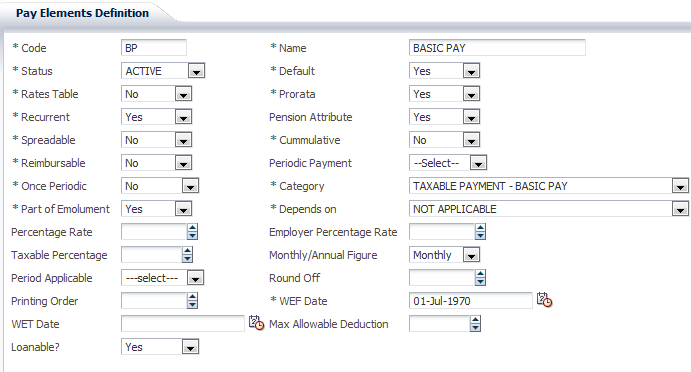 Pay Elements Definition
* Code BP * Name BASIC PAY
* Status ACTIVE * Default Yes
* Rates Table No * Prorata Yes
* Recurrent Yes Pension Attribute Yes
* Spreadable No * Cummulative No
* Reimbursable No Periodic Payment --Select--
* Once Periodic No * Category TAXABLE PAYMENT - BASIC PAY
* Part of Emolument Yes * Depends on NOT APPLICABLE
Percentage Rate Employer Percentage Rate
Taxable Percentage Monthly/Annual Figure Monthly
Period Applicable ---select--- Round Off
Printing Order * WEF Date 01-Jul-1970
WET Date Max Allowable Deduction
Loanable? Yes